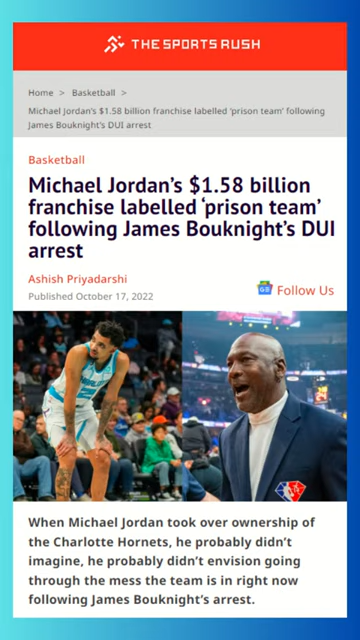 THE SPORTS RUSH
Home > Basketball >
Michael Jordan's $1.58 billion franchise labelled 'prison team' following
James Bouknight's DUI arrest
Basketball
Michael Jordan's $1.58 billion
franchise labelled 'prison team'
following James Bouknight's DUI
arrest
Ashish Priyadarshi
Published October 17, 2022
Follow Us
When Michael Jordan took over ownership of
the Charlotte Hornets, he probably didn't
imagine, he probably didn't envision going
through the mess the team is in right now
following James Bouknight's arrest.